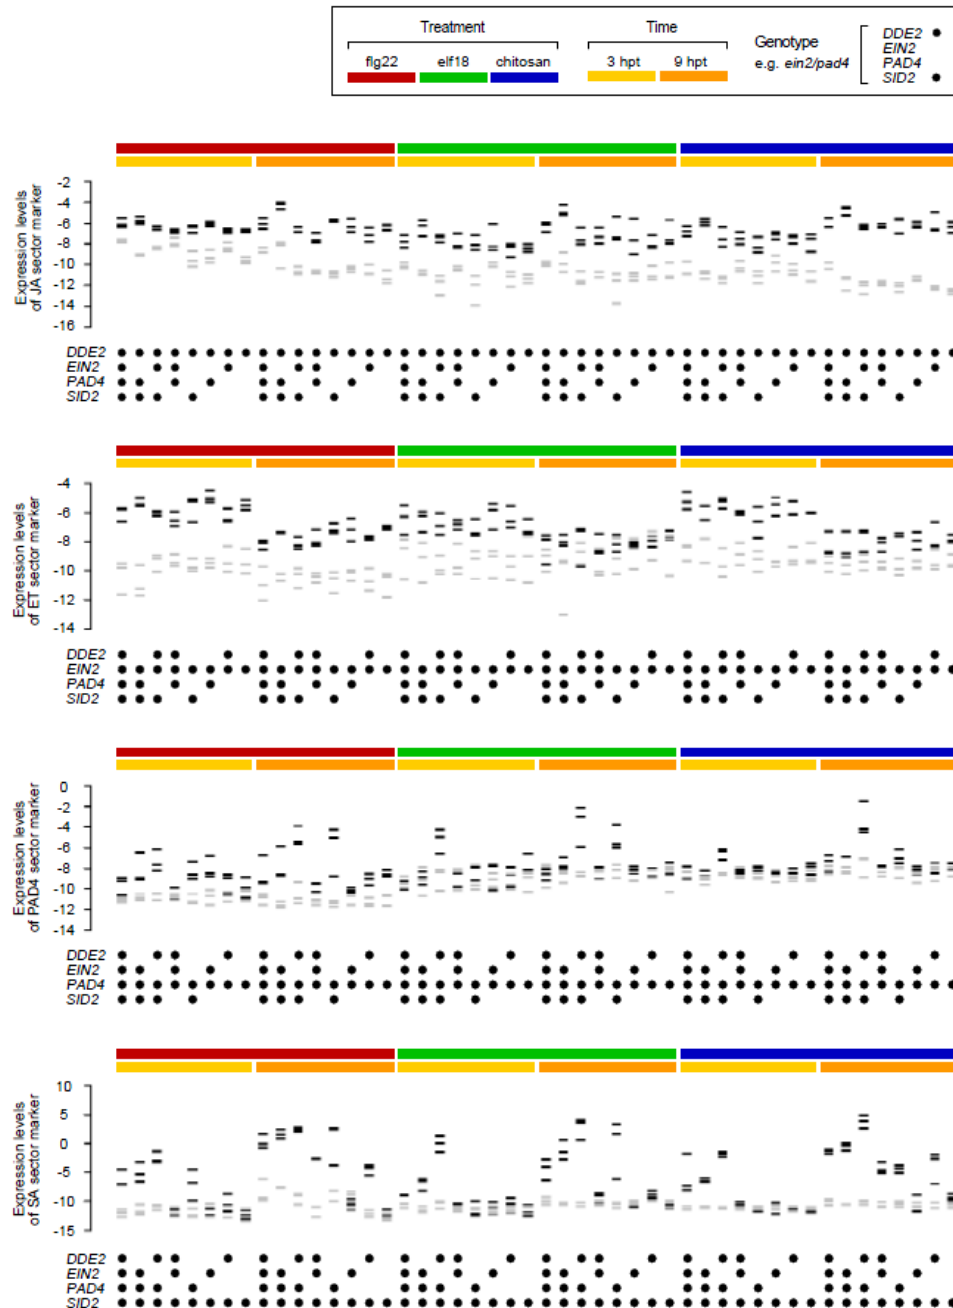 Treatment Time
flg22 elf18 chitosan 3 hpt 9 hpt
Genotype
e.g. ein2/pad4
DDE2
EIN2
PAD4
SID2
Expression levels
of JA sector marker
-2
-4
-6
-8
-10
-12
-14
-16
DDE2
EIN2
PAD4
SID2
Expression levels
of ET sector marker
-4
-6
-8
-10
-12
-14
DDE2
EIN2
PAD4
SID2
Expression levels
of PAD4 sector marker
0
-2
-4
-6
-8
-10
-12
-14
DDE2
EIN2
PAD4
SID2
Expression levels
of SA sector marker
10
5
0
-5
-10
-15
DDE2
EIN2
PAD4
SID2